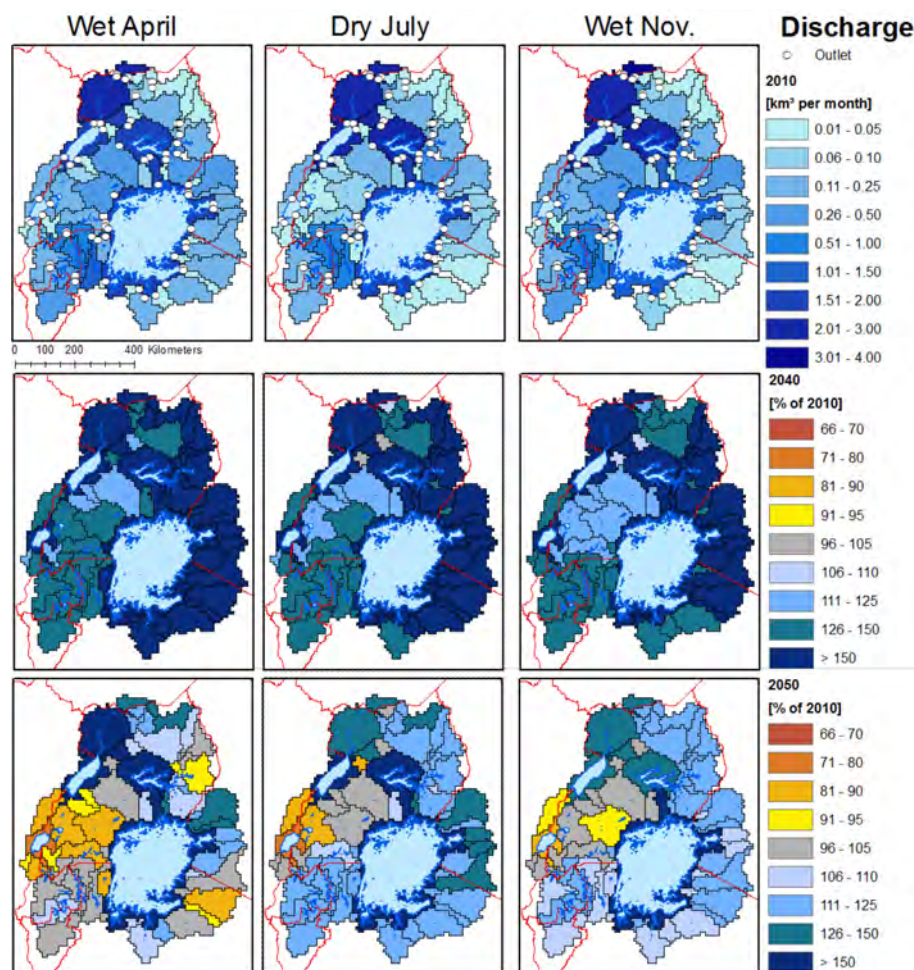 Wet April Dry July Wet Nov. Discharge
Outlet
2010
[km³ per month]
0.01 - 0.05
0.06 - 0.10
0.11 - 0.25
0.26 - 0.50
0.51 - 1.00
1.01 - 1.50
1.51 - 2.00
2.01 - 3.00
3.01 - 4.00
0 100 200 400 Kilometers
2040
[% of 2010]
66 - 70
71 - 80
81 - 90
91 - 95
96 - 105
106 - 110
111 - 125
126 - 150
> 150
2050
[% of 2010]
66 - 70
71 - 80
81 - 90
91 - 95
96 - 105
106 - 110
111 - 125
126 - 150
> 150